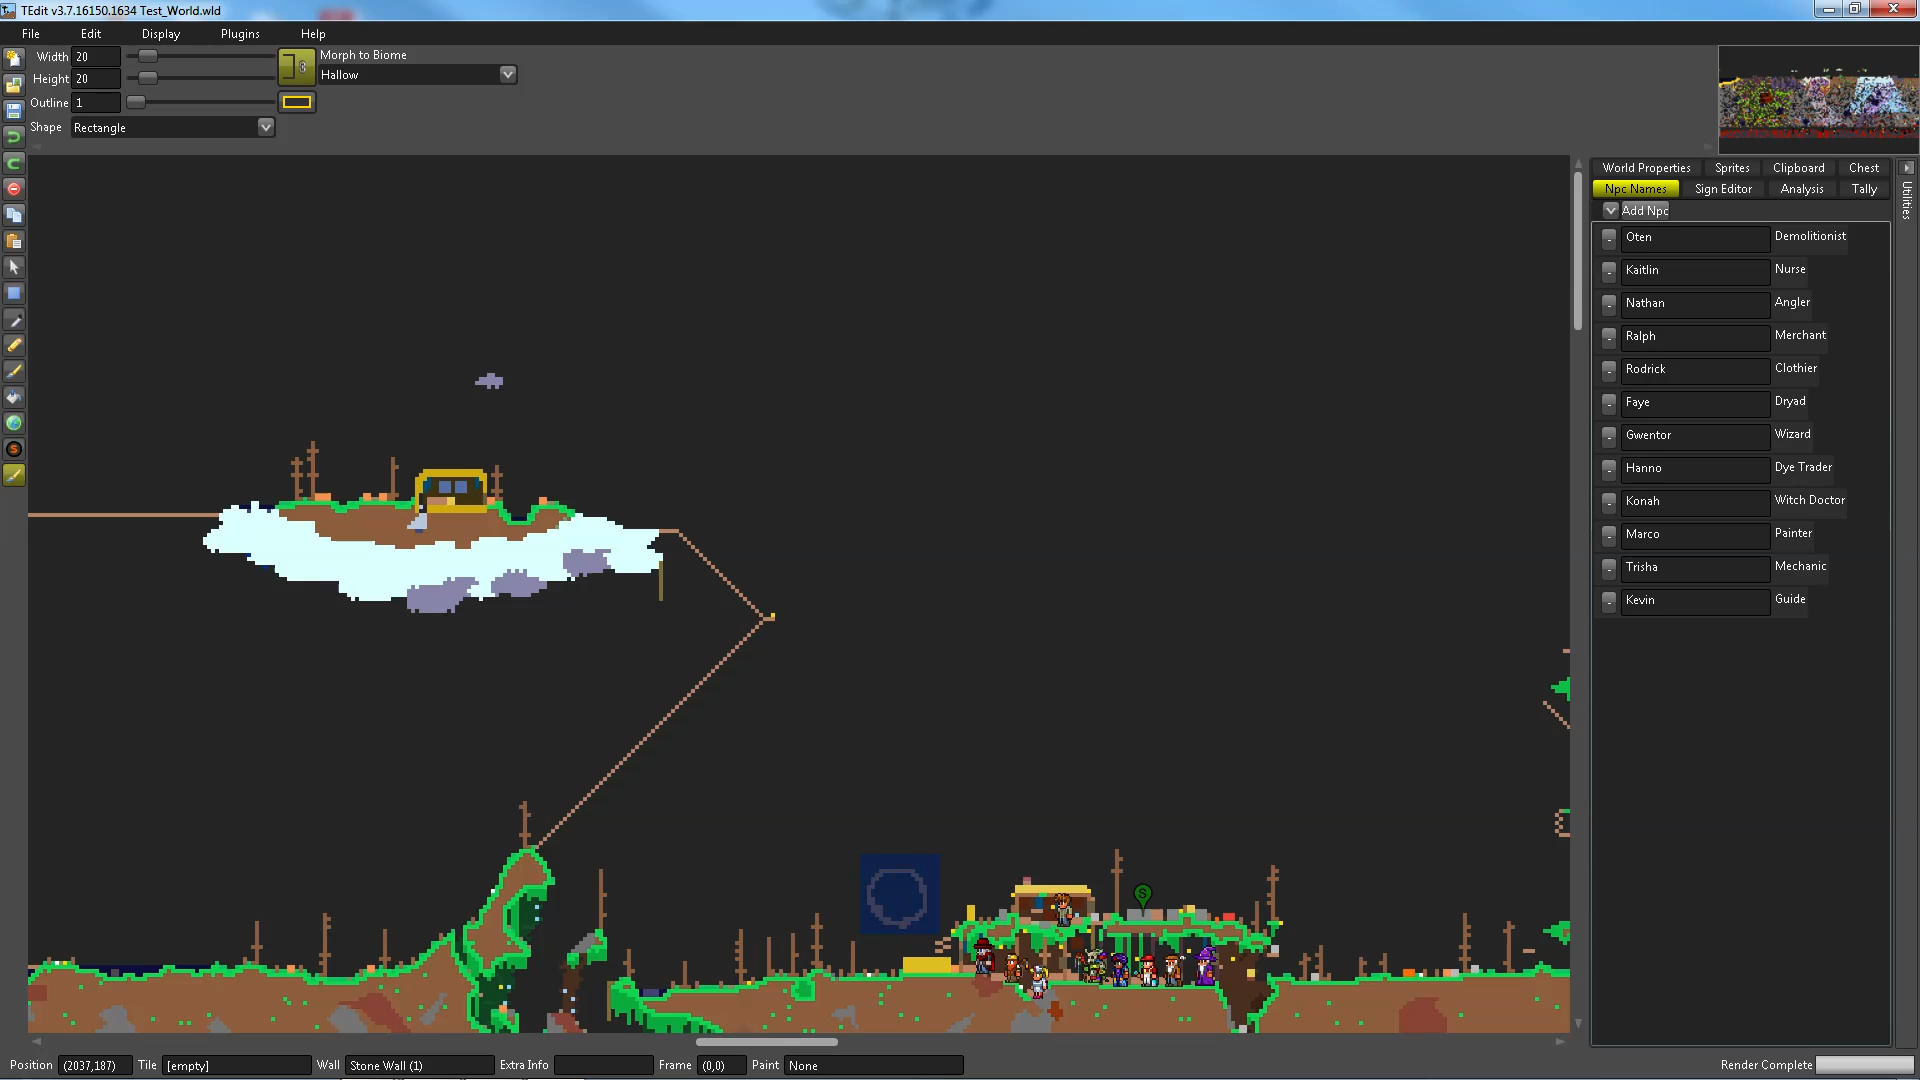 TEdit v3.7.16150.1634 Test_World.wld
File Edit Display Plugins Help
Width 20
Height 20
Outline 1
Shape Rectangle
Morph to Biome
Hallow
World Properties Sprites Clipboard Chest
Npc Names Sign Editor Analysis Tally
Utilities
Add Npc
- Oten Demolitionist
- Kaitlin Nurse
- Nathan Angler
- Ralph Merchant
- Rodrick Clothier
- Faye Dryad
- Gwentor Wizard
- Hanno Dye Trader
- Konah Witch Doctor
- Marco Painter
- Trisha Mechanic
- Kevin Guide
S
Position (2037,187) Tile [empty] Wall Stone Wall (1) Extra Info Frame (0,0) Paint None Render Complete